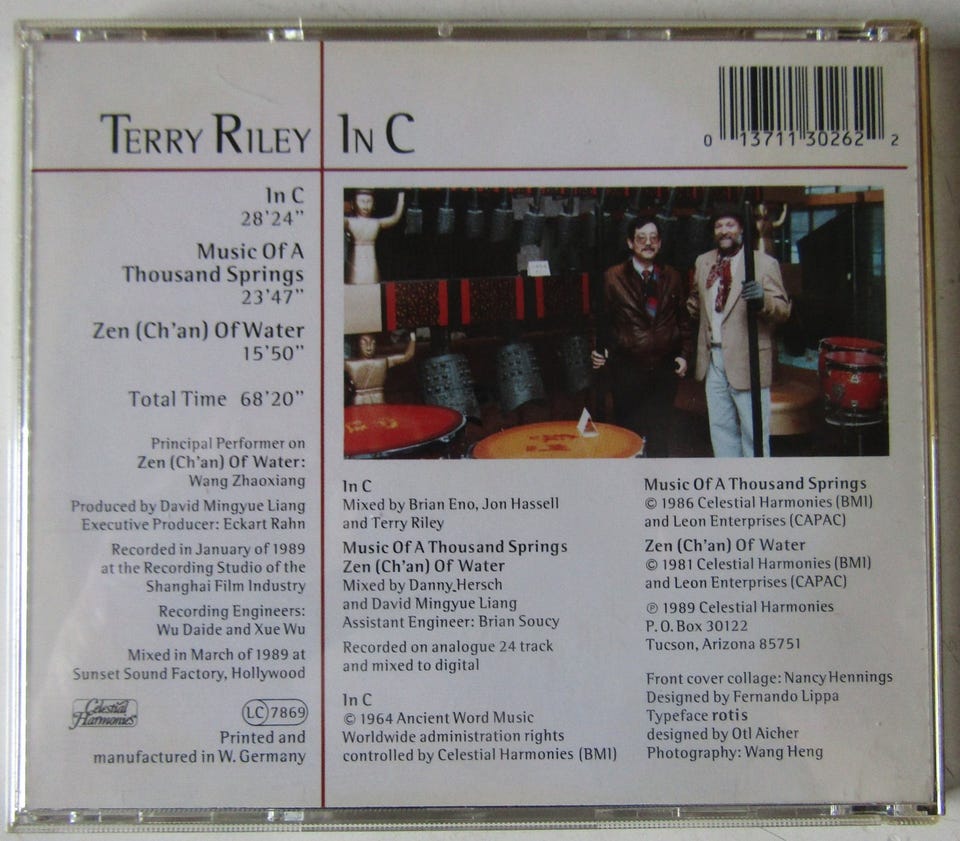 TERRY RILEY
IN C
0 13711 30262 2
In C
28'24"
Music Of A
Thousand Springs
23'47"
Zen (Ch'an) Of Water
15'50"
Total Time 68'20"
Principal Performer on
Zen (Ch'an) Of Water:
Wang Zhaoxiang
Produced by David Mingyue Liang
Executive Producer: Eckart Rahn
Recorded in January of 1989
at the Recording Studio of the
Shanghai Film Industry
Recording Engineers:
Wu Daide and Xue Wu
Mixed in March of 1989 at
Sunset Sound Factory, Hollywood
Celestial
Harmonies
LC 7869
Printed and
manufactured in W. Germany
In C
Mixed by Brian Eno, Jon Hassell
and Terry Riley
Music Of A Thousand Springs
Zen (Ch'an) Of Water
Mixed by Danny Hersch
and David Mingyue Liang
Assistant Engineer: Brian Soucy
Recorded on analogue 24 track
and mixed to digital
In C
© 1964 Ancient Word Music
Worldwide administration rights
controlled by Celestial Harmonies (BMI)
Music Of A Thousand Springs
© 1986 Celestial Harmonies (BMI)
and Leon Enterprises (CAPAC)
Zen (Ch'an) Of Water
© 1981 Celestial Harmonies (BMI)
and Leon Enterprises (CAPAC)
℗ 1989 Celestial Harmonies
P.O. Box 30122
Tucson, Arizona 85751
Front cover collage: Nancy Hennings
Designed by Fernando Lippa
Typeface rotis
designed by Otl Aicher
Photography: Wang Heng